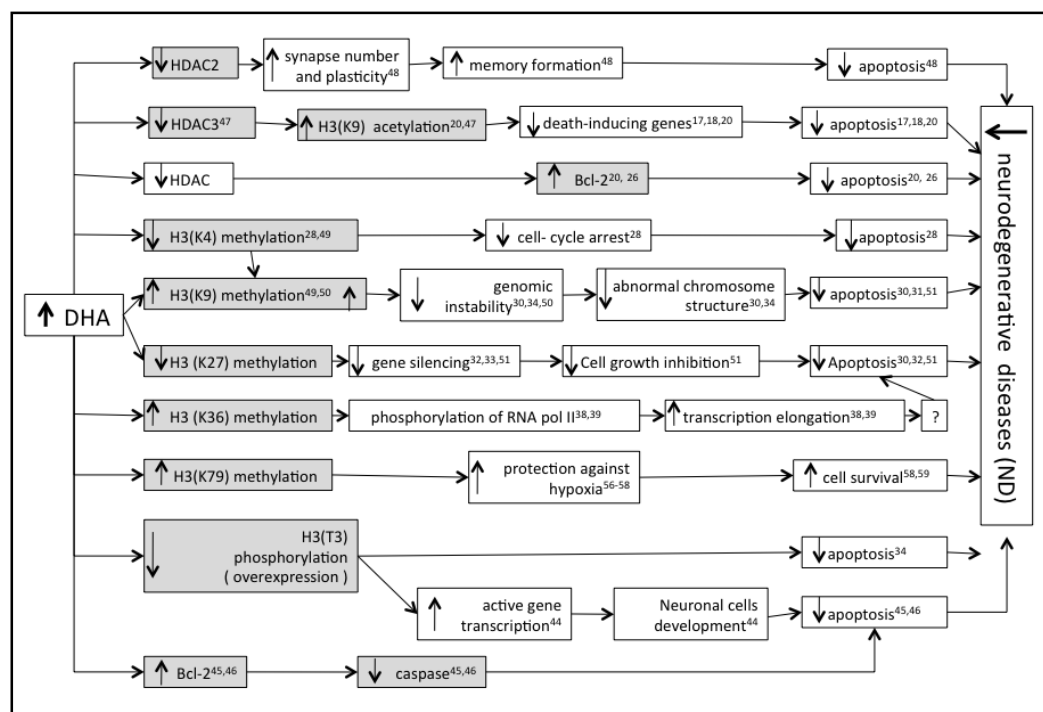 ↓ HDAC2
↑ synapse number
and plasticity48
↑ memory formation48
↓ apoptosis48
↓ HDAC347
↑ H3(K9) acetylation20,47
↓ death-inducing genes17,18,20
↓ apoptosis17,18,20
↓ HDAC
↑ Bcl-220, 26
↓ apoptosis20, 26
↓ H3(K4) methylation28,49
↓ cell- cycle arrest28
↓ apoptosis28
↑ DHA
↑ H3(K9) methylation49,50 ↑
↓ genomic
instability30,34,50
↓ abnormal chromosome
structure30,34
↓ apoptosis30,31,51
↓ H3 (K27) methylation
↓ gene silencing32,33,51
↓ Cell growth inhibition51
↓ Apoptosis30,32,51
↑ H3 (K36) methylation
phosphorylation of RNA pol II38,39
↑ transcription elongation38,39
?
↑ H3(K79) methylation
↑ protection against
hypoxia56-58
↑ cell survival58,59
↓ H3(T3)
phosphorylation
( overexpression )
↓ apoptosis34
↑ active gene
transcription44
Neuronal cells
development44
↓ apoptosis45,46
↑ Bcl-245,46
↓ caspase45,46
← neurodegenerative diseases (ND)